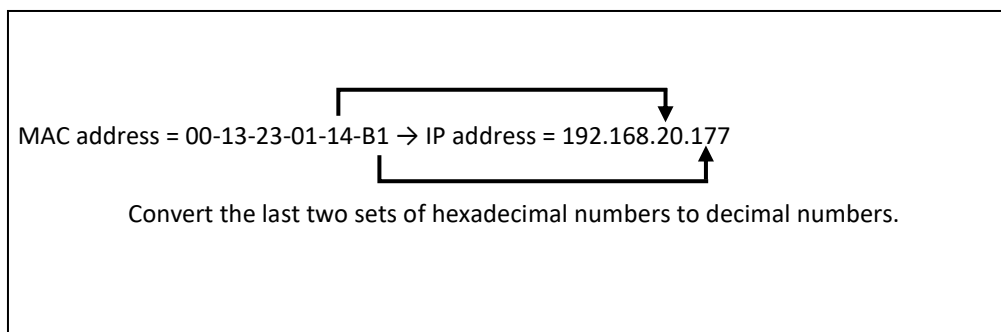 MAC address = 00-13-23-01-14-B1 → IP address = 192.168.20.177
Convert the last two sets of hexadecimal numbers to decimal numbers.